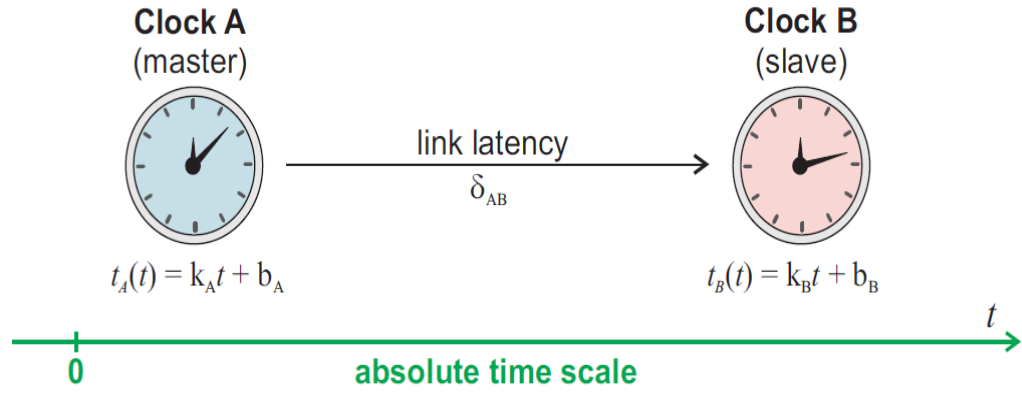 Clock A
(master)
Clock B
(slave)
link latency
δAB
tA(t) = kAt + bA
tB(t) = kBt + bB
t
0
absolute time scale